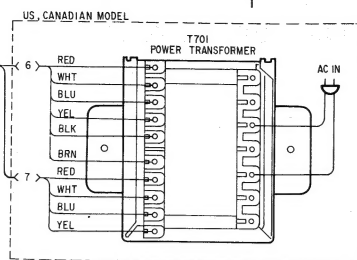 US, CANADIAN MODEL
T701
POWER TRANSFORMER
AC IN
6
RED
WHT
BLU
YEL
BLK
BRN
7
RED
WHT
BLU
YEL